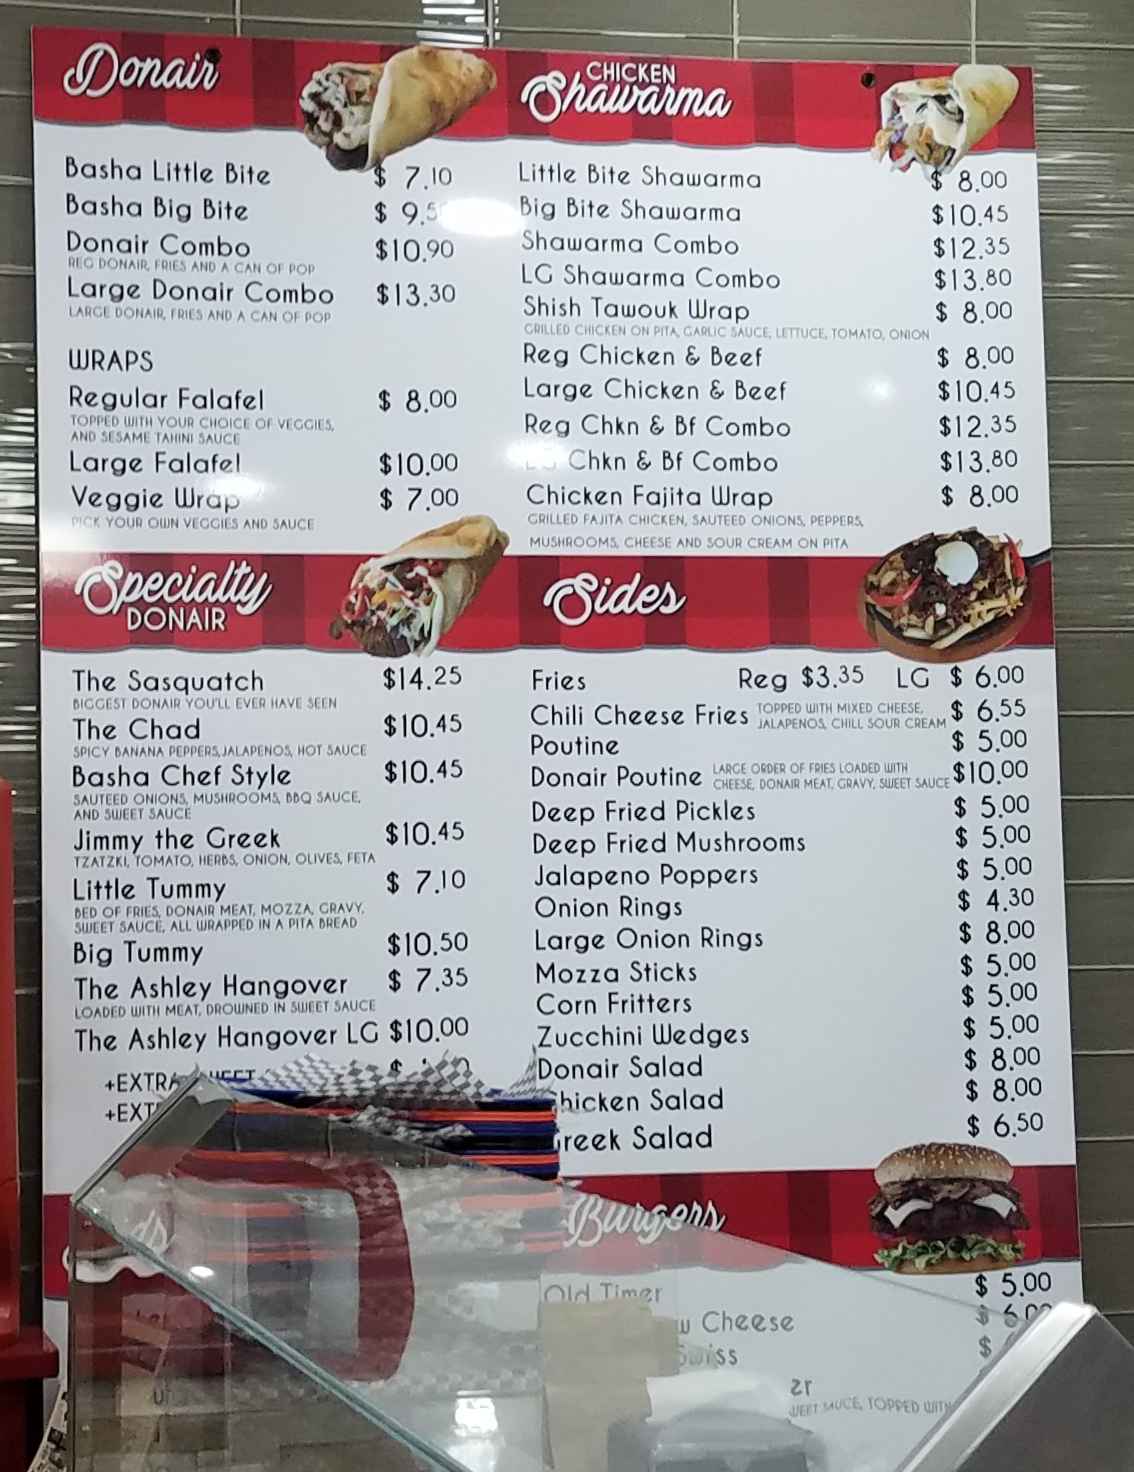 Donair
Basha Little Bite $ 7.10
Basha Big Bite
Donair Combo $10.90
REG DONAIR, FRIES AND A CAN OF POP
Large Donair Combo $13.30
LARGE DONAIR, FRIES AND A CAN OF POP
WRAPS
Regular Falafel $ 8.00
TOPPED WITH YOUR CHOICE OF VEGGIES,
AND SESAME TAHINI SAUCE
Large Falafel $10.00
Veggie Wrap $ 7.00
PICK YOUR OWN VEGGIES AND SAUCE
CHICKEN
Shawarma
Little Bite Shawarma $ 8.00
Big Bite Shawarma $10.45
Shawarma Combo $12.35
LG Shawarma Combo $13.80
Shish Tawouk Wrap $ 8.00
GRILLED CHICKEN ON PITA, GARLIC SAUCE, LETTUCE, TOMATO, ONION
Reg Chicken & Beef $ 8.00
Large Chicken & Beef $10.45
Reg Chkn & Bf Combo $12.35
Chkn & Bf Combo $13.80
Chicken Fajita Wrap $ 8.00
GRILLED FAJITA CHICKEN, SAUTEED ONIONS, PEPPERS,
MUSHROOMS, CHEESE AND SOUR CREAM ON PITA
Specialty
DONAIR
The Sasquatch $14.25
BIGGEST DONAIR YOU'LL EVER HAVE SEEN
The Chad $10.45
SPICY BANANA PEPPERS, JALAPENOS, HOT SAUCE
Basha Chef Style $10.45
SAUTEED ONIONS, MUSHROOMS, BBQ SAUCE,
AND SWEET SAUCE
Jimmy the Greek $10.45
TZATZKI, TOMATO, HERBS, ONION, OLIVES, FETA
Little Tummy $ 7.10
BED OF FRIES, DONAIR MEAT, MOZZA, GRAVY,
SWEET SAUCE, ALL WRAPPED IN A PITA BREAD
Big Tummy $10.50
The Ashley Hangover $ 7.35
LOADED WITH MEAT, DROWNED IN SWEET SAUCE
The Ashley Hangover LG $10.00
+EXTRA
Sides
Fries Reg $3.35 LG $ 6.00
Chili Cheese Fries TOPPED WITH MIXED CHEESE, $ 6.55
JALAPENOS, CHILI, SOUR CREAM
Poutine $ 5.00
Donair Poutine LARGE ORDER OF FRIES LOADED WITH $10.00
CHEESE, DONAIR MEAT, GRAVY, SWEET SAUCE
Deep Fried Pickles $ 5.00
Deep Fried Mushrooms $ 5.00
Jalapeno Poppers $ 5.00
Onion Rings $ 4.30
Large Onion Rings $ 8.00
Mozza Sticks $ 5.00
Corn Fritters $ 5.00
Zucchini Wedges $ 5.00
Donair Salad $ 8.00
Chicken Salad $ 8.00
Greek Salad $ 6.50
Burgers
Old Timer $ 5.00
Cheese
Swiss
SAUCE, TOPPED WITH